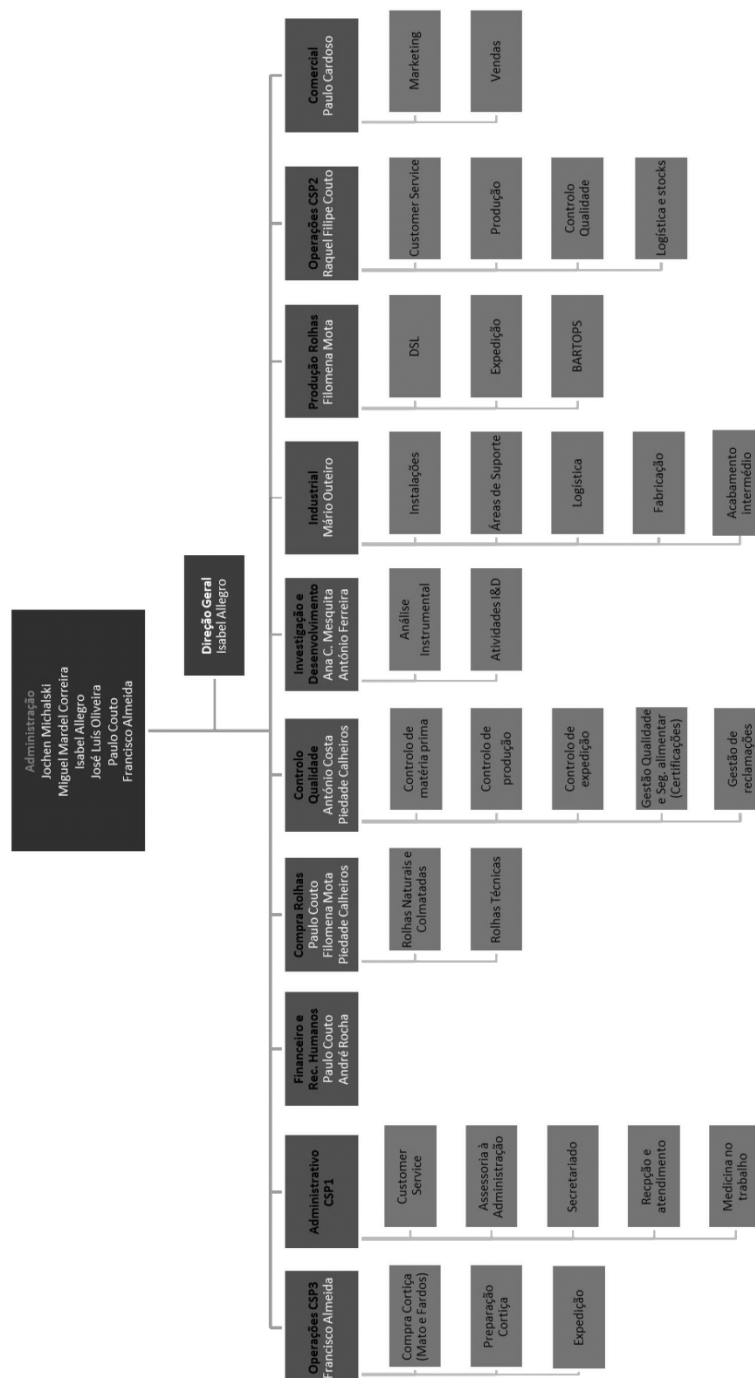 Administração
Jochen Michalski
Miguel Mardel Correira
Isabel Allegro
José Luís Oliveira
Paulo Couto
Francisco Almeida
Direção Geral
Isabel Allegro
Operações CSP3
Francisco Almeida
Compra Cortiça
(Mato e Fardos)
Preparação
Cortiça
Expedição
Administrativo
CSP1
Customer
Service
Assessoria à
Administração
Secretariado
Recpção e
atendimento
Medicina no
trabalho
Financeiro e
Rec. Humanos
Paulo Couto
André Rocha
Compra Rolhas
Paulo Couto
Filomena Mota
Piedade Calheiros
Rolhas Naturais e
Colmatadas
Rolhas Técnicas
Controlo
Qualidade
António Costa
Piedade Calheiros
Controlo de
matéria prima
Controlo de
produção
Controlo de
expedição
Gestão Qualidade
e Seg. alimentar
(Certificações)
Gestão de
reclamações
Investigação e
Desenvolvimento
Ana C. Mesquita
António Ferreira
Análise
Instrumental
Atividades I&D
Industrial
Mário Outeiro
Instalações
Áreas de Suporte
Logística
Fabricação
Acabamento
intermédio
Produção Rolhas
Filomena Mota
DSL
Expedição
BARTOPS
Operações CSP2
Raquel Filipe Couto
Customer Service
Produção
Controlo
Qualidade
Logística e stocks
Comercial
Paulo Cardoso
Marketing
Vendas